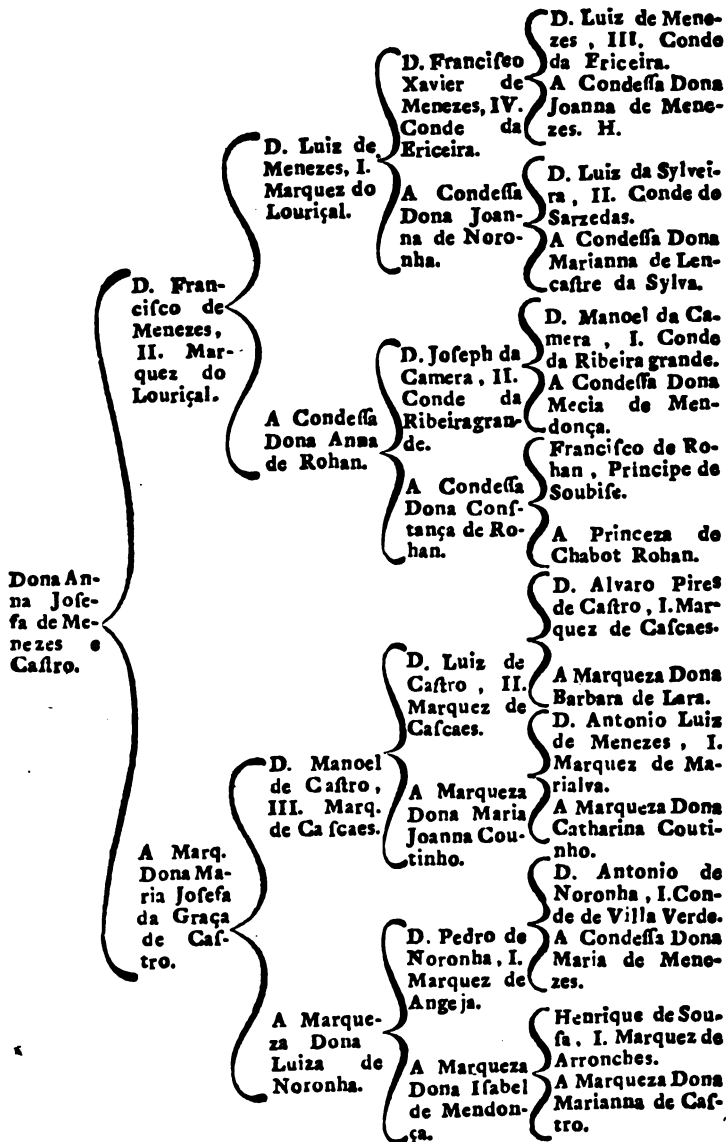 Dona An-
na Joſe-
fa de Me-
nezes e
Caſtro.
D. Fran-
ciſco de
Menezes,
II. Mar-
quez do
Louriçal.
A Marq.
Dona Ma-
ria Joſefa
da Graça
de Caſ-
tro.
D. Luiz de
Menezes, I.
Marquez do
Louriçal.
A Condeſſa
Dona Anna
de Rohan.
D. Manoel
de Caſtro,
III. Marq.
de Caſcaes.
A Marque-
za Dona
Luiza de
Noronha.
D. Franciſco
Xavier de
Menezes, IV.
Conde da
Ericeira.
A Condeſſa
Dona Joan-
na de Noro-
nha.
D. Joſeph da
Camera, II.
Conde da
Ribeiragran-
de.
A Condeſſa
Dona Conſ-
tança de Ro-
han.
D. Luiz de
Caſtro, II.
Marquez de
Caſcaes.
A Marqueza
Dona Maria
Joanna Cou-
tinho.
D. Pedro de
Noronha, I.
Marquez de
Angeja.
A Marqueza
Dona Iſabel
de Mendon-
ça.
D. Luiz de Mene-
zes, III. Conde
da Ericeira.
A Condeſſa Dona
Joanna de Mene-
zes. H.
D. Luiz da Sylvei-
ra, II. Conde de
Sarzedas.
A Condeſſa Dona
Marianna de Len-
caſtre da Sylva.
D. Manoel da Ca-
mera, I. Conde
da Ribeira grande.
A Condeſſa Dona
Mecia de Men-
donça.
Franciſco de Ro-
han, Principe de
Soubiſe.
A Princeza de
Chabot Rohan.
D. Alvaro Pires
de Caſtro, I. Mar-
quez de Caſcaes.
A Marqueza Dona
Barbara de Lara.
D. Antonio Luiz
de Menezes, I.
Marquez de Ma-
rialva.
A Marqueza Dona
Catharina Couti-
nho.
D. Antonio de
Noronha, I. Con-
de de Villa Verde.
A Condeſſa Dona
Maria de Mene-
zes.
Henrique de Sou-
ſa, I. Marquez de
Arronches.
A Marqueza Dona
Marianna de Caſ-
tro.